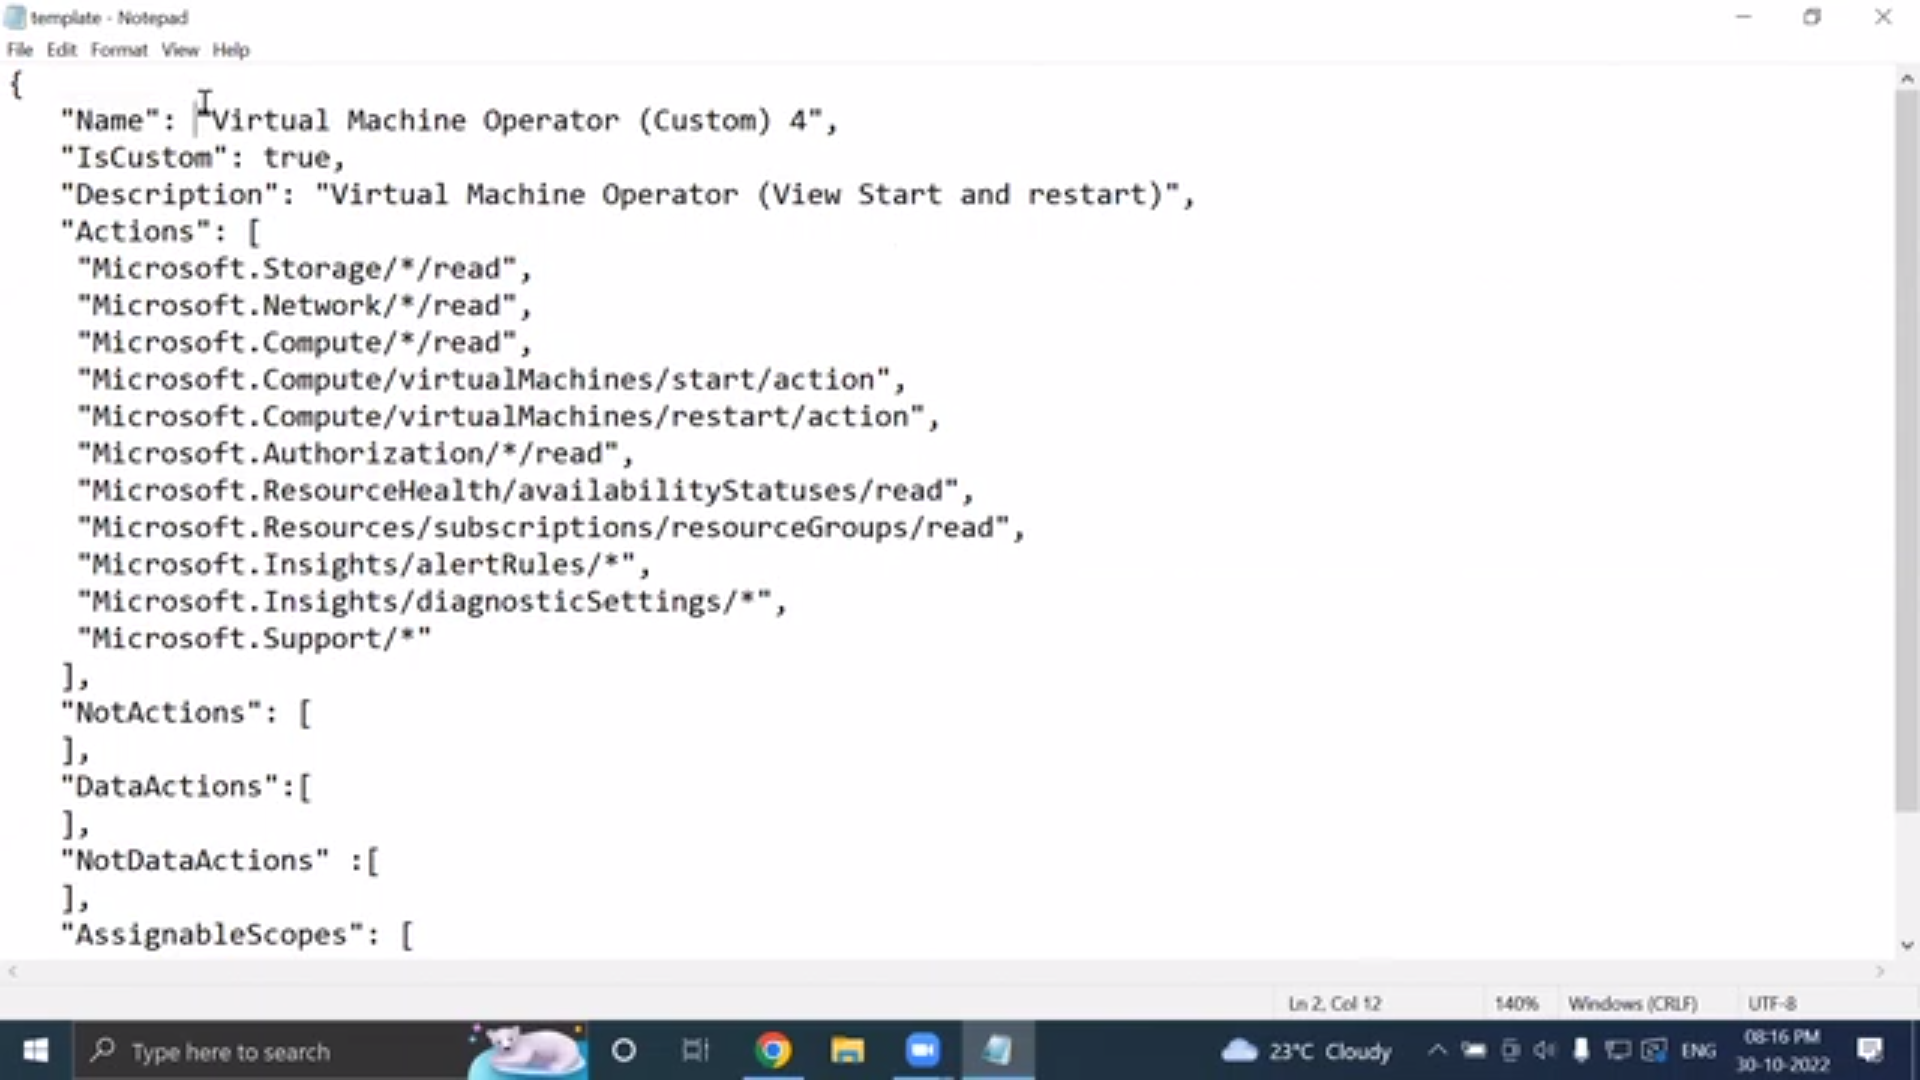 template - Notepad
File Edit Format View Help
{
"Name": "Virtual Machine Operator (Custom) 4",
"IsCustom": true,
"Description": "Virtual Machine Operator (View Start and restart)",
"Actions": [
"Microsoft.Storage/*/read",
"Microsoft.Network/*/read",
"Microsoft.Compute/*/read",
"Microsoft.Compute/virtualMachines/start/action",
"Microsoft.Compute/virtualMachines/restart/action",
"Microsoft.Authorization/*/read",
"Microsoft.ResourceHealth/availabilityStatuses/read",
"Microsoft.Resources/subscriptions/resourceGroups/read",
"Microsoft.Insights/alertRules/*",
"Microsoft.Insights/diagnosticSettings/*",
"Microsoft.Support/*"
],
"NotActions": [
],
"DataActions":[
],
"NotDataActions" :[
],
"AssignableScopes": [
Ln 2, Col 12 140% Windows (CRLF) UTF-8
Type here to search 23°C Cloudy ENG 08:16 PM
30-10-2022